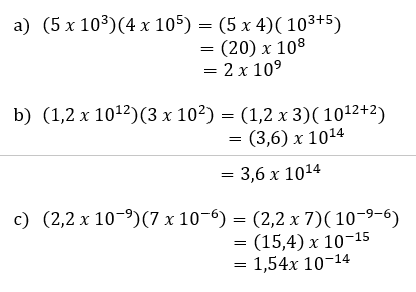 a) (5 x 10³)(4 x 10⁵) = (5 x 4)( 10³⁺⁵)
= (20) x 10⁸
= 2 x 10⁹
b) (1,2 x 10¹²)(3 x 10²) = (1,2 x 3)( 10¹²⁺²)
= (3,6) x 10¹⁴
= 3,6 x 10¹⁴
c) (2,2 x 10⁻⁹)(7 x 10⁻⁶) = (2,2 x 7)( 10⁻⁹⁻⁶)
= (15,4) x 10⁻¹⁵
= 1,54x 10⁻¹⁴